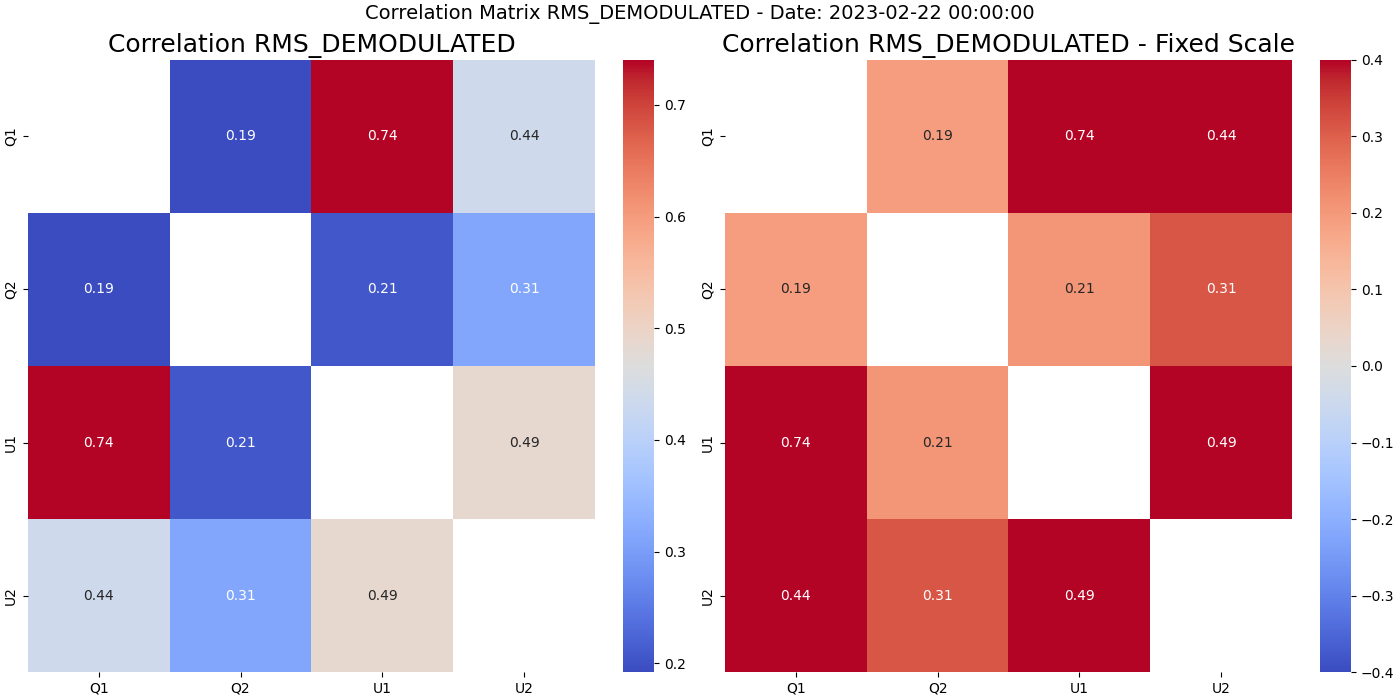 Correlation Matrix RMS_DEMODULATED - Date: 2023-02-22 00:00:00
Correlation RMS_DEMODULATED
Q1
0.19
0.74
0.44
Q2
0.19
0.21
0.31
U1
0.74
0.21
0.49
U2
0.44
0.31
0.49
Q1
Q2
U1
U2
0.7
0.6
0.5
0.4
0.3
0.2
Correlation RMS_DEMODULATED - Fixed Scale
Q1
0.19
0.74
0.44
Q2
0.19
0.21
0.31
U1
0.74
0.21
0.49
U2
0.44
0.31
0.49
Q1
Q2
U1
U2
0.4
0.3
0.2
0.1
0.0
−0.1
−0.2
−0.3
−0.4